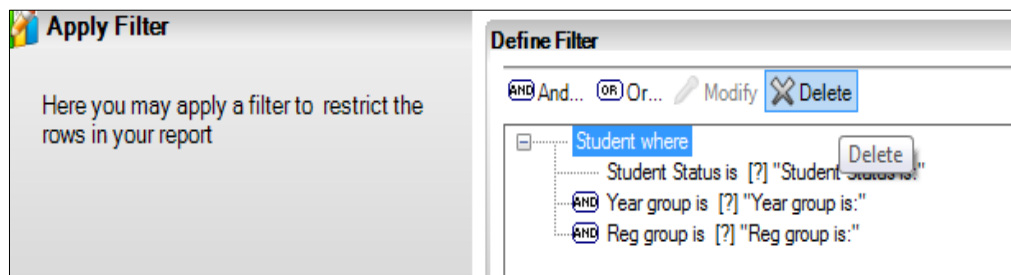 Apply Filter
Here you may apply a filter to restrict the
rows in your report
Define Filter
AND And... OR Or... Modify Delete
Student where
Student Status is [?] "Student Status is:"
Delete
AND Year group is [?] "Year group is:"
AND Reg group is [?] "Reg group is:"